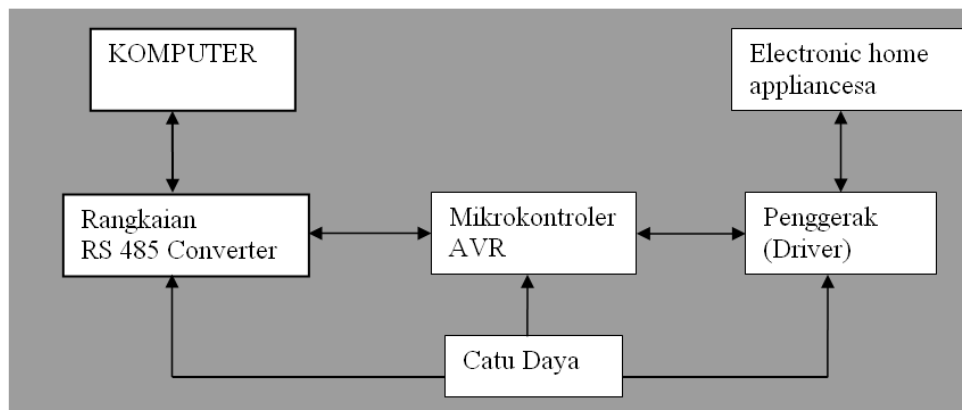 KOMPUTER
Electronic home
appliancesa
Rangkaian
RS 485 Converter
Mikrokontroler
AVR
Penggerak
(Driver)
Catu Daya